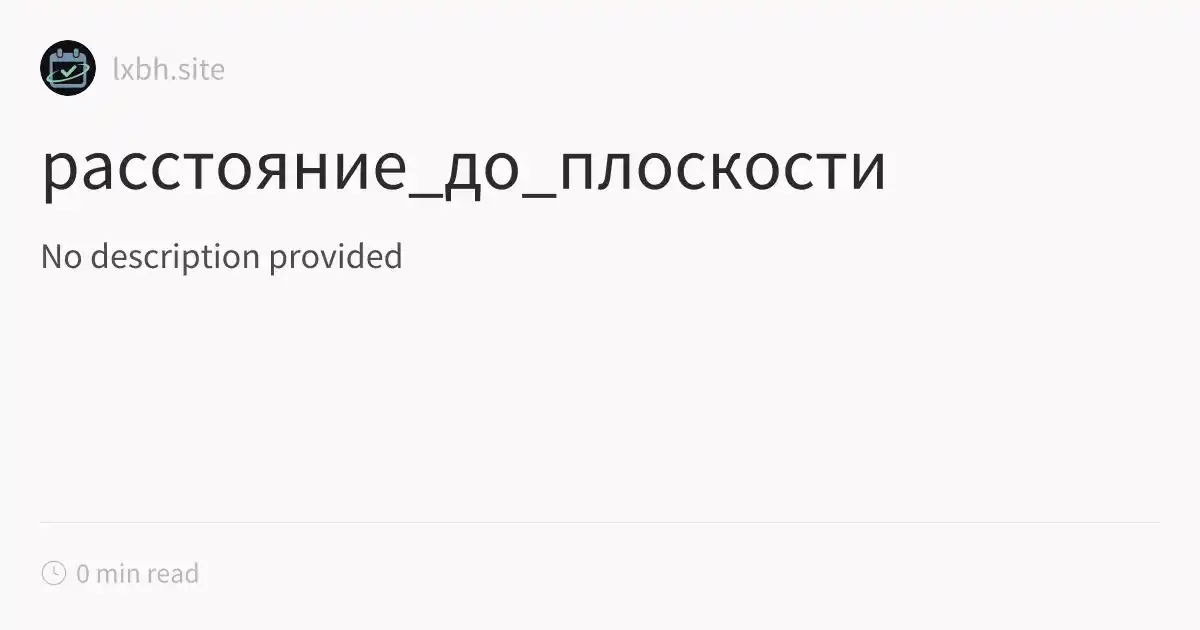 lxbh.site
расстояние_до_плоскости
No description provided
0 min read